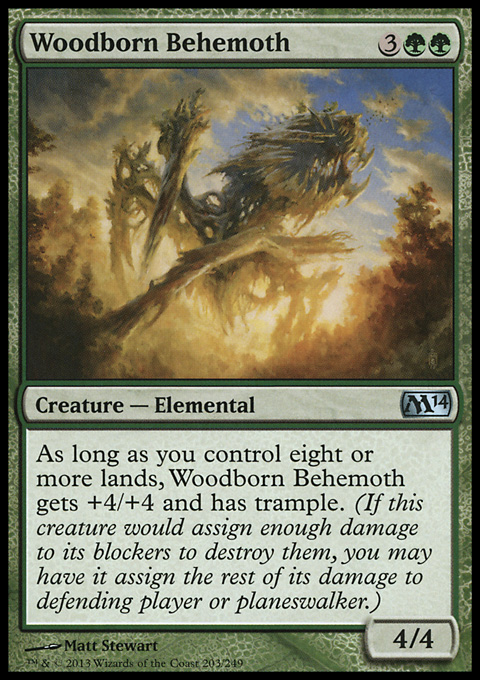 Woodborn Behemoth 3
Creature — Elemental M14
As long as you control eight or
more lands, Woodborn Behemoth
gets +4/+4 and has trample. (If this
creature would assign enough damage
to its blockers to destroy them, you may
have it assign the rest of its damage to
defending player or planeswalker.)
Matt Stewart
™ & © 2013 Wizards of the Coast 203/249
4/4